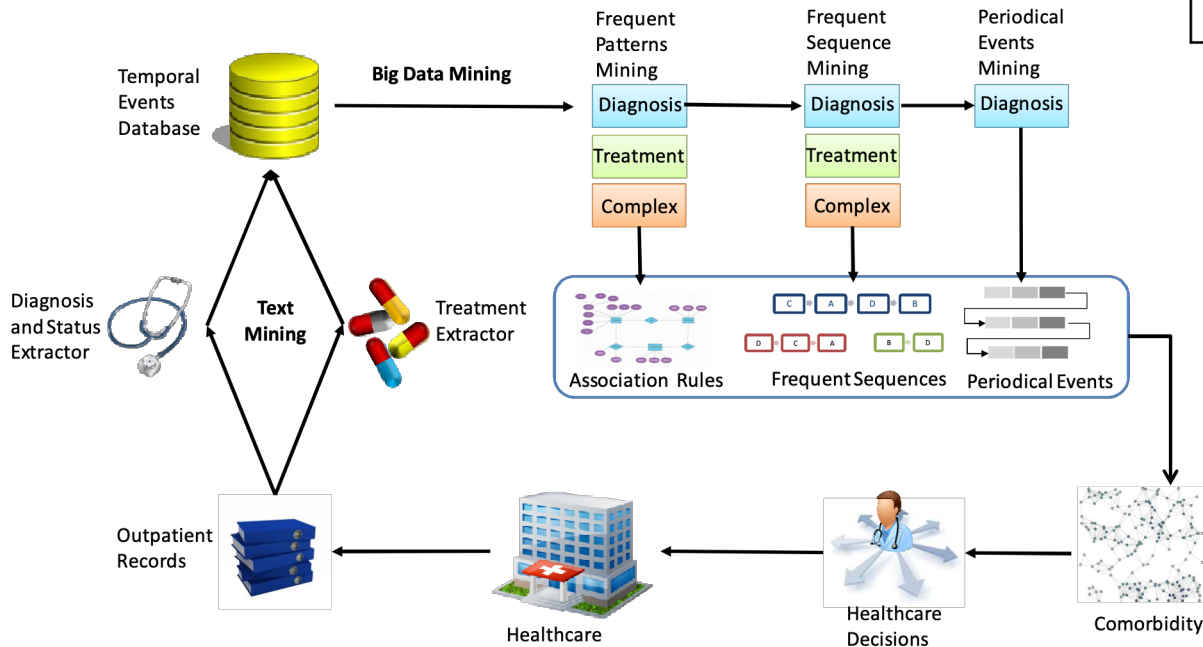 Frequent
Patterns
Mining
Frequent
Sequence
Mining
Periodical
Events
Mining
Temporal
Events
Database
Big Data Mining
Diagnosis
Diagnosis
Diagnosis
Treatment
Treatment
Complex
Complex
Diagnosis
and Status
Extractor
Text
Mining
Treatment
Extractor
C A D B
D C A
B D
Association Rules
Frequent Sequences
Periodical Events
Outpatient
Records
Healthcare
Healthcare
Decisions
Comorbidity